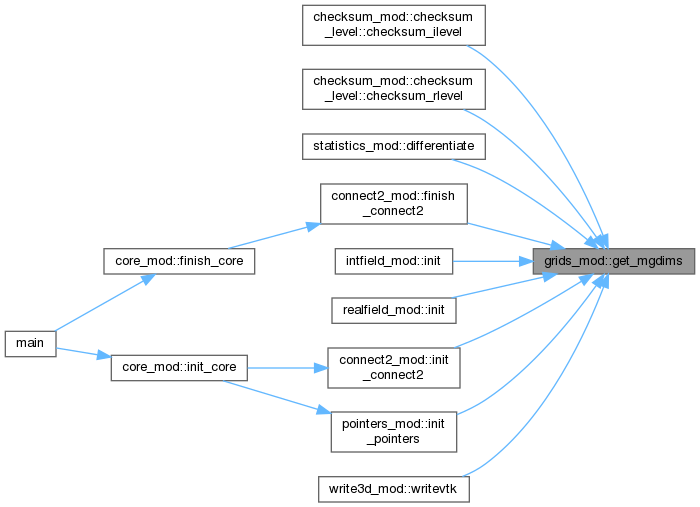 checksum_mod::checksum
_level::checksum_ilevel
checksum_mod::checksum
_level::checksum_rlevel
statistics_mod::differentiate
connect2_mod::finish
_connect2
core_mod::finish_core
intfield_mod::init
grids_mod::get_mgdims
realfield_mod::init
main
core_mod::init_core
connect2_mod::init
_connect2
pointers_mod::init
_pointers
write3d_mod::writevtk